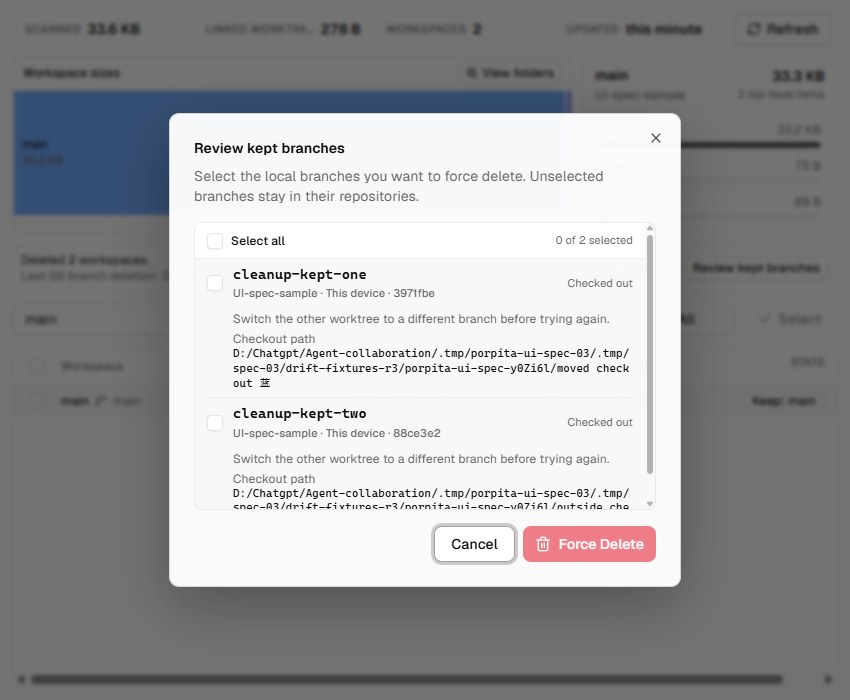 SCANNED 33.6 KB
LINKED WORKTRE... 278 B
WORKSPACES 2
UPDATED this minute
Refresh
Workspace sizes
View folders
main
33.3 KB
UI-spec-sample
3 top-level items
main
33.2 KB
75 B
69 B
Review kept branches
Select the local branches you want to force delete. Unselected
branches stay in their repositories.
Select all
0 of 2 selected
cleanup-kept-one
Checked out
UI-spec-sample · This device · 3971fbe
Switch the other worktree to a different branch before trying again.
Checkout path
D:/Chatgpt/Agent-collaboration/.tmp/porpita-ui-spec-03/.tmp/
spec-03/drift-fixtures-r3/porpita-ui-spec-y0Zi6l/moved check
out 蓝
cleanup-kept-two
Checked out
UI-spec-sample · This device · 88ce3e2
Switch the other worktree to a different branch before trying again.
Checkout path
D:/Chatgpt/Agent-collaboration/.tmp/porpita-ui-spec-03/.tmp/
spec-03/drift-fixtures-r3/porpita-ui-spec-y0Zi6l/outside che
Cancel
Force Delete
Deleted 2 workspaces.
Last Git branch deletion:
Review kept branches
main
Select
Workspace
STATE
main
main
Keep: main